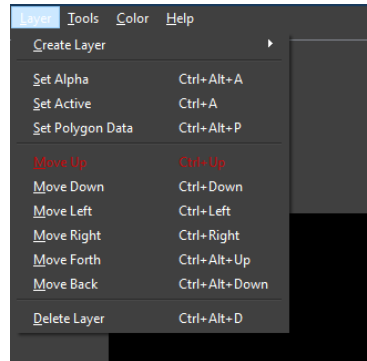 Layer Tools Color Help
Create Layer
Set Alpha Ctrl+Alt+A
Set Active Ctrl+A
Set Polygon Data Ctrl+Alt+P
Move Up Ctrl+Up
Move Down Ctrl+Down
Move Left Ctrl+Left
Move Right Ctrl+Right
Move Forth Ctrl+Alt+Up
Move Back Ctrl+Alt+Down
Delete Layer Ctrl+Alt+D